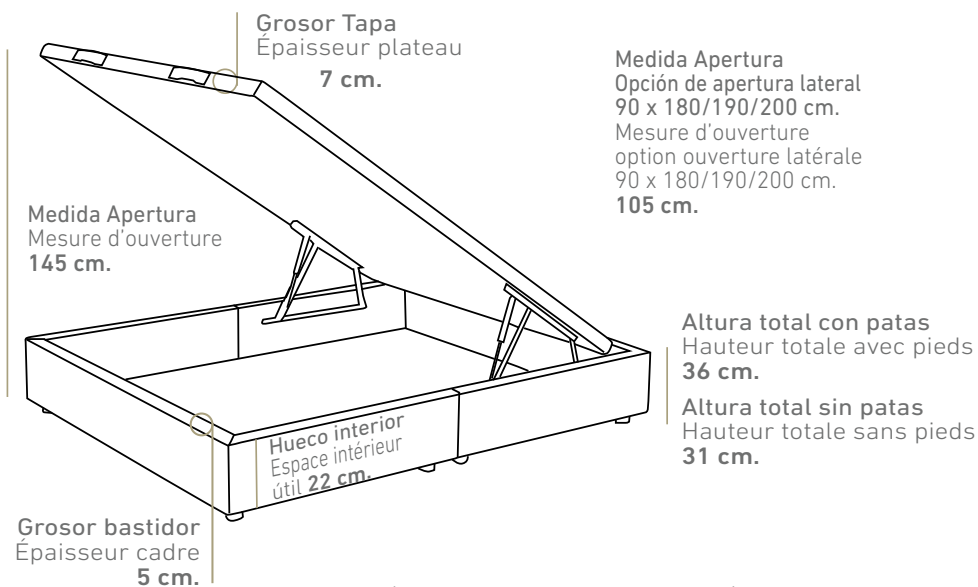 Grosor Tapa
Épaisseur plateau
7 cm.
Medida Apertura
Opción de apertura lateral
90 x 180/190/200 cm.
Mesure d'ouverture
option ouverture latérale
90 x 180/190/200 cm.
105 cm.
Medida Apertura
Mesure d'ouverture
145 cm.
Altura total con patas
Hauteur totale avec pieds
36 cm.
Altura total sin patas
Hauteur totale sans pieds
31 cm.
Hueco interior
Espace intérieur
útil 22 cm.
Grosor bastidor
Épaisseur cadre
5 cm.